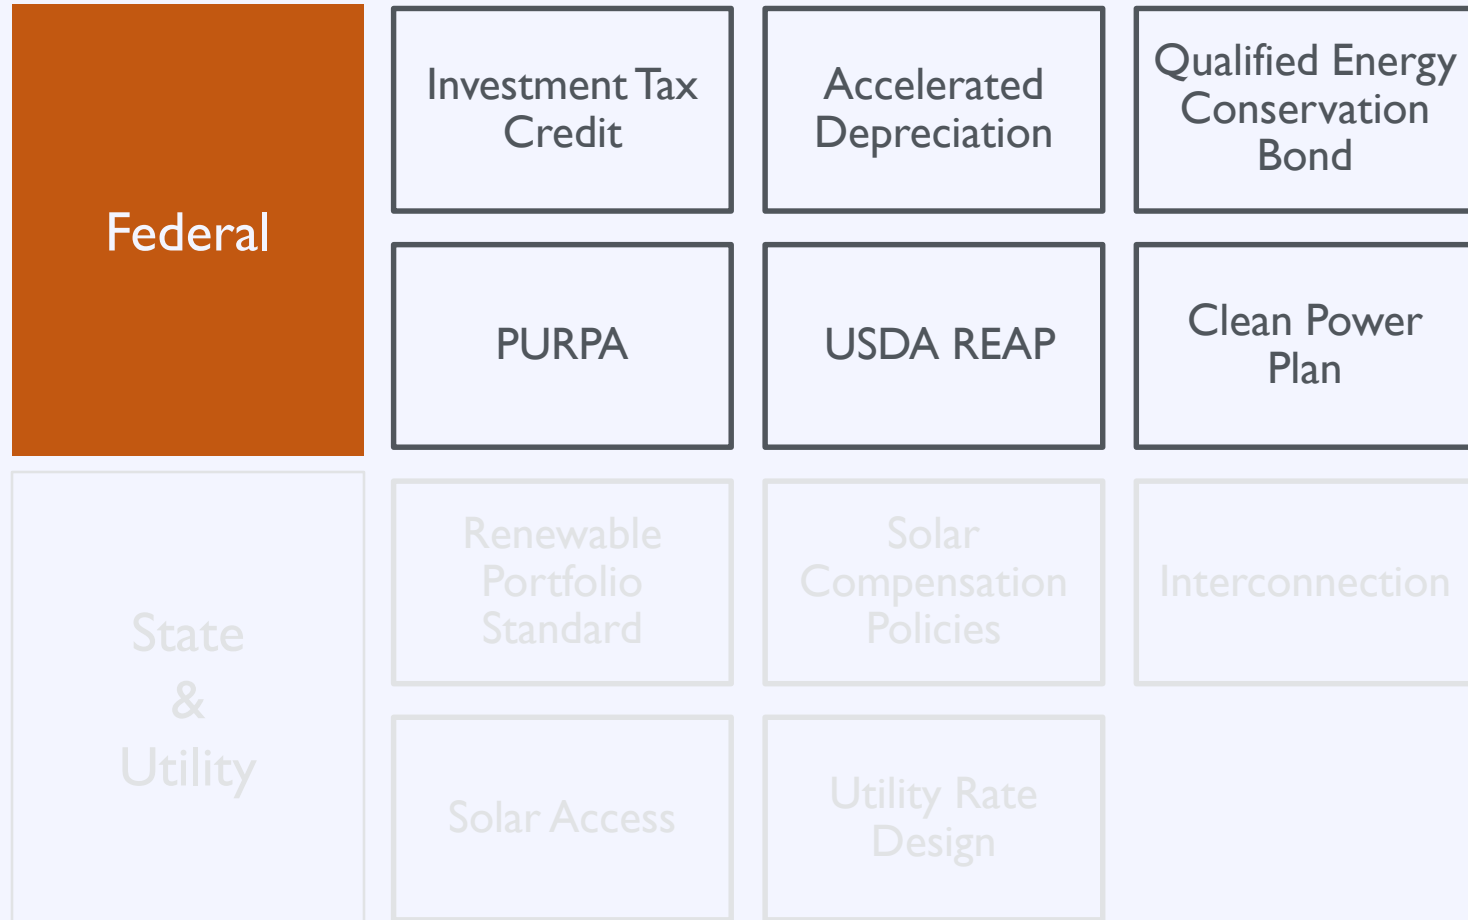 Federal
Investment Tax
Credit
Accelerated
Depreciation
Qualified Energy
Conservation
Bond
PURPA
USDA REAP
Clean Power
Plan
State
&
Utility
Renewable
Portfolio
Standard
Solar
Compensation
Policies
Interconnection
Solar Access
Utility Rate
Design